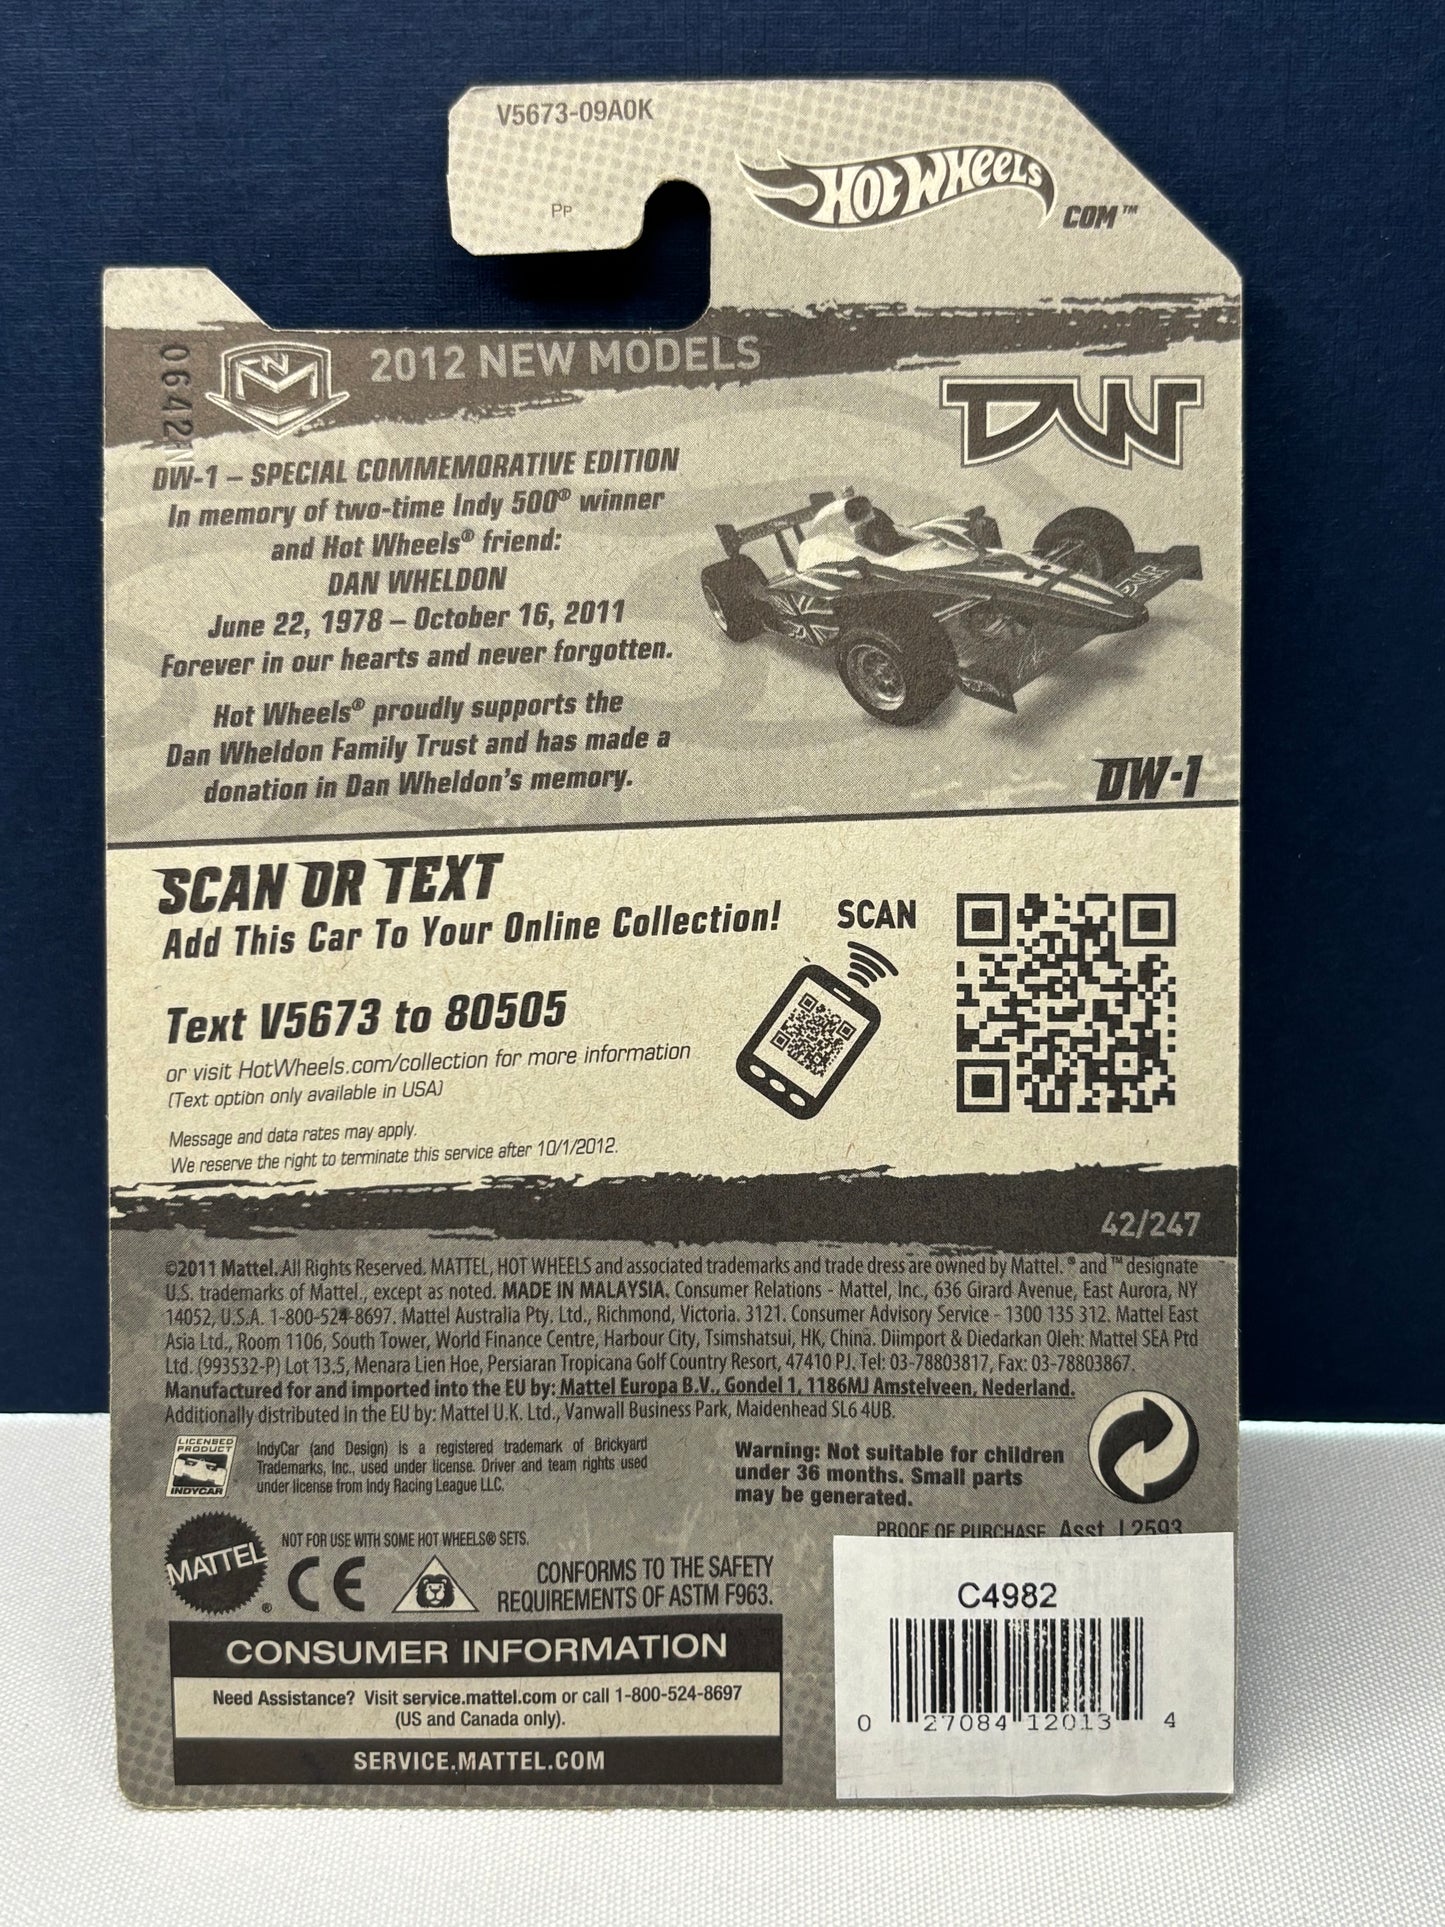 V5673-09A0K
PP
HOT WHEELS
.COM™
0642
NM
2012 NEW MODELS
DW
DW-1 – SPECIAL COMMEMORATIVE EDITION
In memory of two-time Indy 500® winner
and Hot Wheels® friend:
DAN WHELDON
June 22, 1978 – October 16, 2011
Forever in our hearts and never forgotten.
Hot Wheels® proudly supports the
Dan Wheldon Family Trust and has made a
donation in Dan Wheldon's memory.
DW-1
SCAN OR TEXT
Add This Car To Your Online Collection!
SCAN
Text V5673 to 80505
or visit HotWheels.com/collection for more information
(Text option only available in USA)
Message and data rates may apply.
We reserve the right to terminate this service after 10/1/2012.
42/247
©2011 Mattel. All Rights Reserved. MATTEL, HOT WHEELS and associated trademarks and trade dress are owned by Mattel. ® and ™ designate
U.S. trademarks of Mattel., except as noted. MADE IN MALAYSIA. Consumer Relations - Mattel, Inc., 636 Girard Avenue, East Aurora, NY
14052, U.S.A. 1-800-524-8697. Mattel Australia Pty. Ltd., Richmond, Victoria. 3121. Consumer Advisory Service - 1300 135 312. Mattel East
Asia Ltd., Room 1106, South Tower, World Finance Centre, Harbour City, Tsimshatsui, HK, China. Diimport & Diedarkan Oleh: Mattel SEA Ptd
Ltd. (993532-P) Lot 13.5, Menara Lien Hoe, Persiaran Tropicana Golf Country Resort, 47410 PJ. Tel: 03-78803817, Fax: 03-78803867.
Manufactured for and imported into the EU by: Mattel Europa B.V., Gondel 1, 1186MJ Amstelveen, Nederland.
Additionally distributed in the EU by: Mattel U.K. Ltd., Vanwall Business Park, Maidenhead SL6 4UB.
LICENSED
PRODUCT
INDYCAR
IndyCar (and Design) is a registered trademark of Brickyard
Trademarks, Inc., used under license. Driver and team rights used
under license from Indy Racing League LLC.
Warning: Not suitable for children
under 36 months. Small parts
may be generated.
PROOF OF PURCHASE Asst. L2593
NOT FOR USE WITH SOME HOT WHEELS® SETS.
MATTEL®
CE
CONFORMS TO THE SAFETY
REQUIREMENTS OF ASTM F963.
CONSUMER INFORMATION
Need Assistance? Visit service.mattel.com or call 1-800-524-8697
(US and Canada only).
SERVICE.MATTEL.COM
C4982
0 27084 12013 4